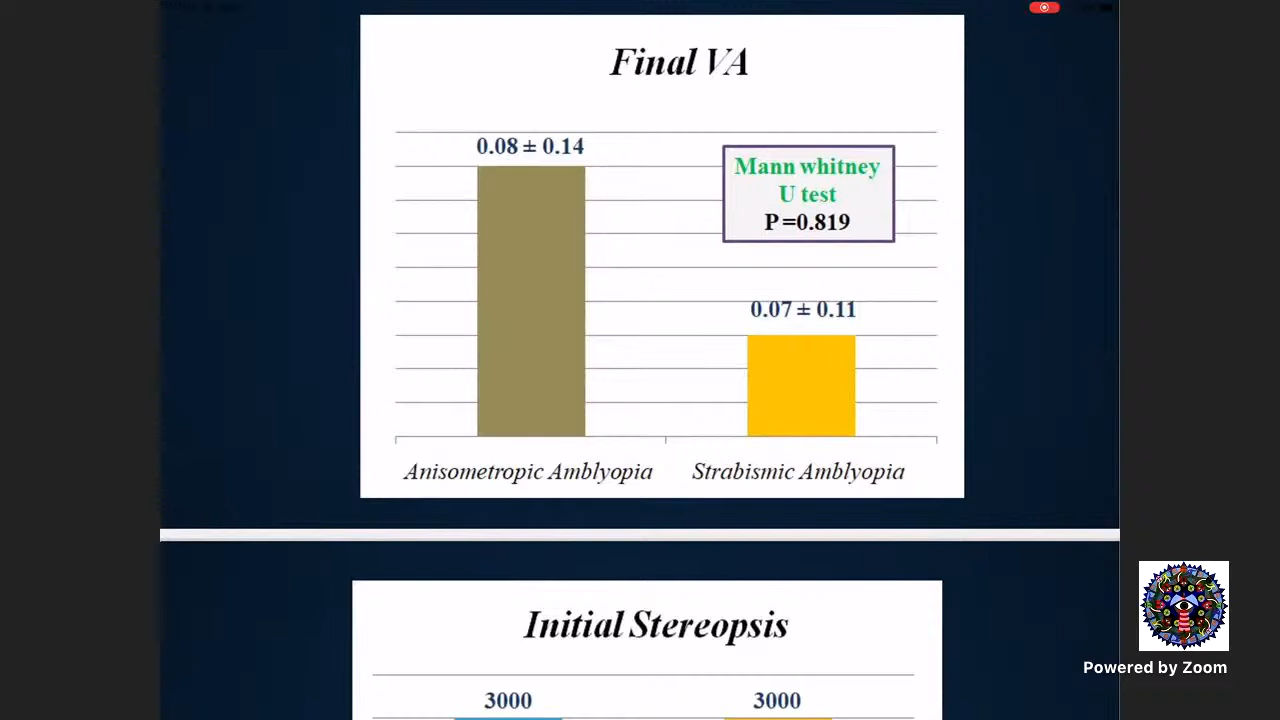 Final VA
0.08 ± 0.14
Mann whitney
U test
P =0.819
0.07 ± 0.11
Anisometropic Amblyopia
Strabismic Amblyopia
Initial Stereopsis
3000
3000
Powered by Zoom